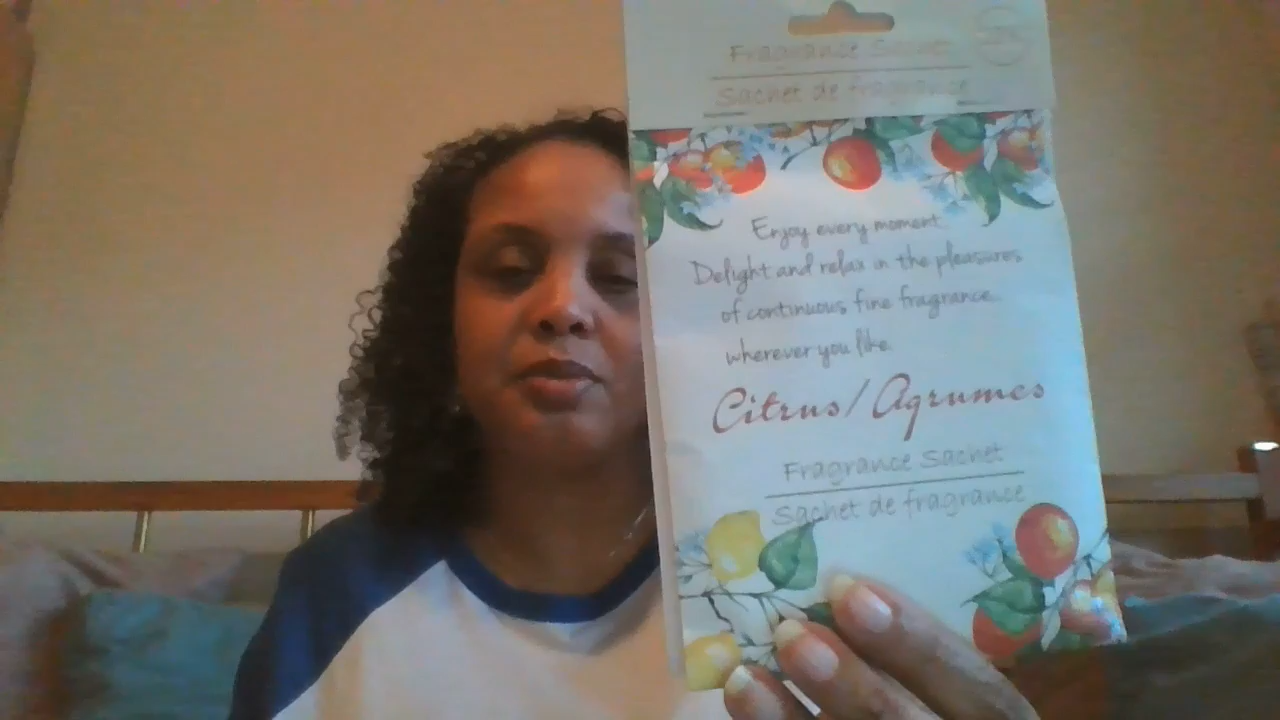 Fragrance Sachet
Sachet de fragrance
Enjoy every moment.
Delight and relax in the pleasures
of continuous fine fragrance
wherever you like.
Citrus/Agrumes
Fragrance Sachet
Sachet de fragrance